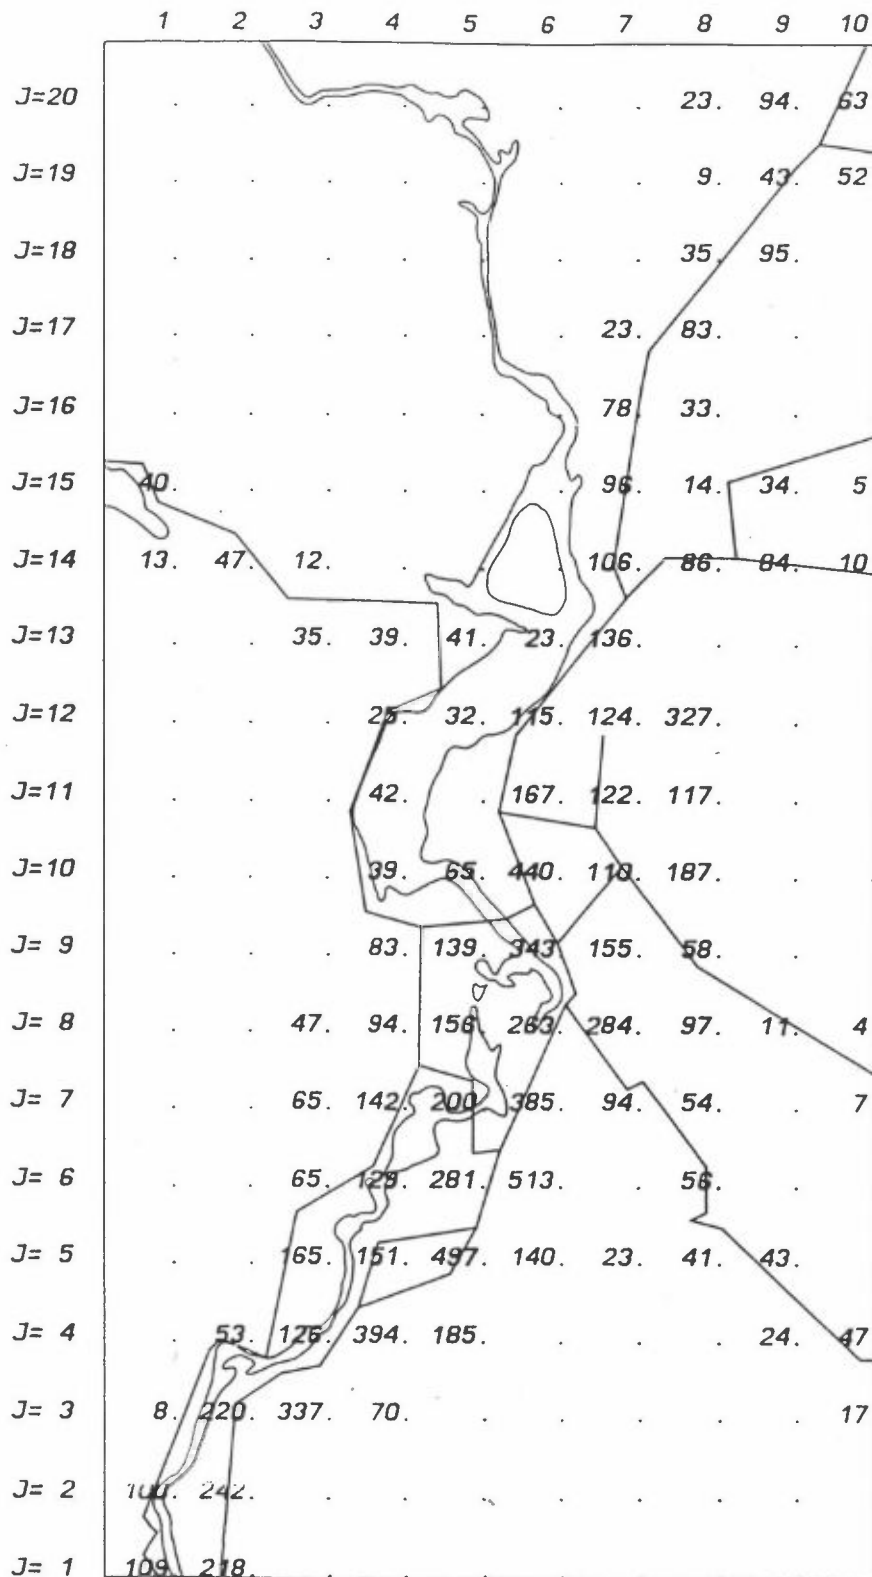 1 2 3 4 5 6 7 8 9 10
J=20 . . . . . . . 23. 94. 63
J=19 . . . . . . . 9. 43. 52
J=18 . . . . . . . 35. 95. .
J=17 . . . . . . 23. 83. . .
J=16 . . . . . . 78. 33. . .
J=15 40. . . . . . 96. 14. 34. 5
J=14 13. 47. 12. . . . 106. 86. 84. 10
J=13 . . 35. 39. 41. 23. 136. . . .
J=12 . . . 25. 32. 115. 124. 327. . .
J=11 . . . 42. . 167. 122. 117. . .
J=10 . . . 39. 65. 440. 110. 187. . .
J= 9 . . . 83. 139. 343. 155. 58. . .
J= 8 . . 47. 94. 156. 263. 284. 97. 11. 4
J= 7 . . 65. 142. 200. 385. 94. 54. . 7
J= 6 . . 65. 129. 281. 513. . 56. . .
J= 5 . . 165. 151. 497. 140. 23. 41. 43. .
J= 4 . 53. 126. 394. 185. . . . 24. 47
J= 3 8. 220. 337. 70. . . . . . 17
J= 2 100. 242. . . . . . . . .
J= 1 109. 218. . . . . . . . .